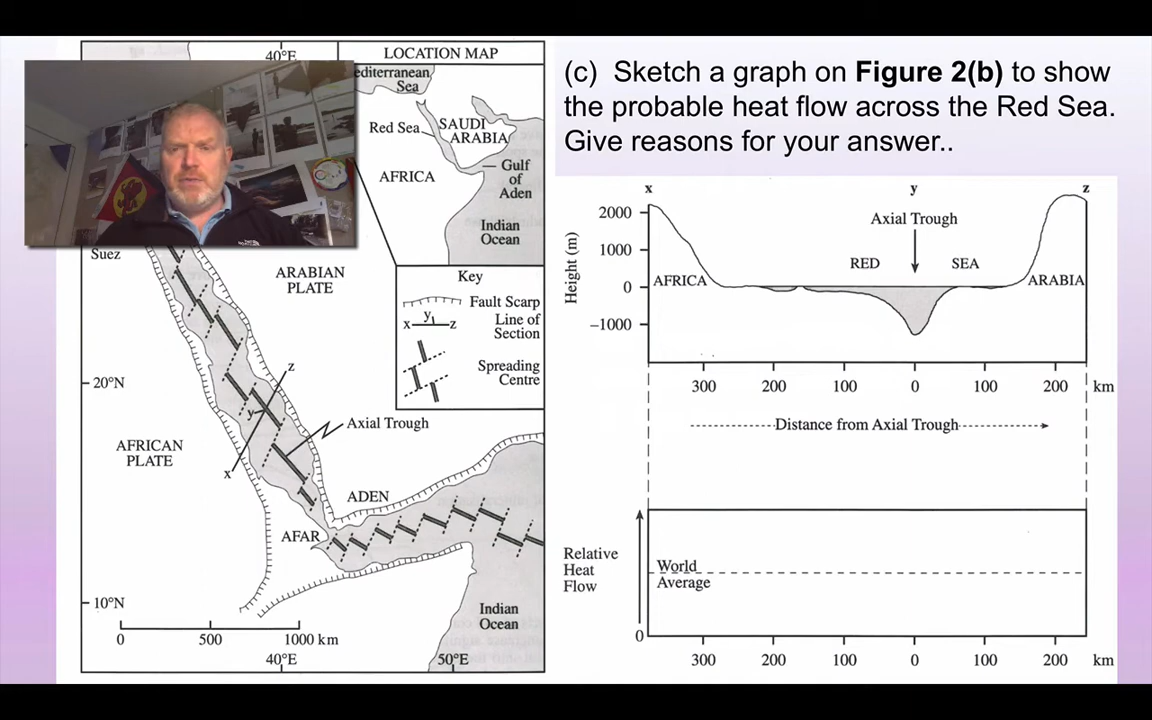 40°E
LOCATION MAP
editerranean
Sea
Red Sea
SAUDI
ARABIA
AFRICA
Gulf
of
Aden
Indian
Ocean
Suez
ARABIAN
PLATE
Key
Fault Scarp
x y z
Line of
Section
Spreading
Centre
20°N
z
y
x
Axial Trough
AFRICAN
PLATE
ADEN
AFAR
10°N
Indian
Ocean
0 500 1000 km
40°E 50°E
(c) Sketch a graph on Figure 2(b) to show
the probable heat flow across the Red Sea.
Give reasons for your answer..
x y z
2000
1000
0
−1000
Height (m)
Axial Trough
RED SEA
AFRICA
ARABIA
300 200 100 0 100 200 km
Distance from Axial Trough
Relative
Heat
Flow
World
Average
0
300 200 100 0 100 200 km